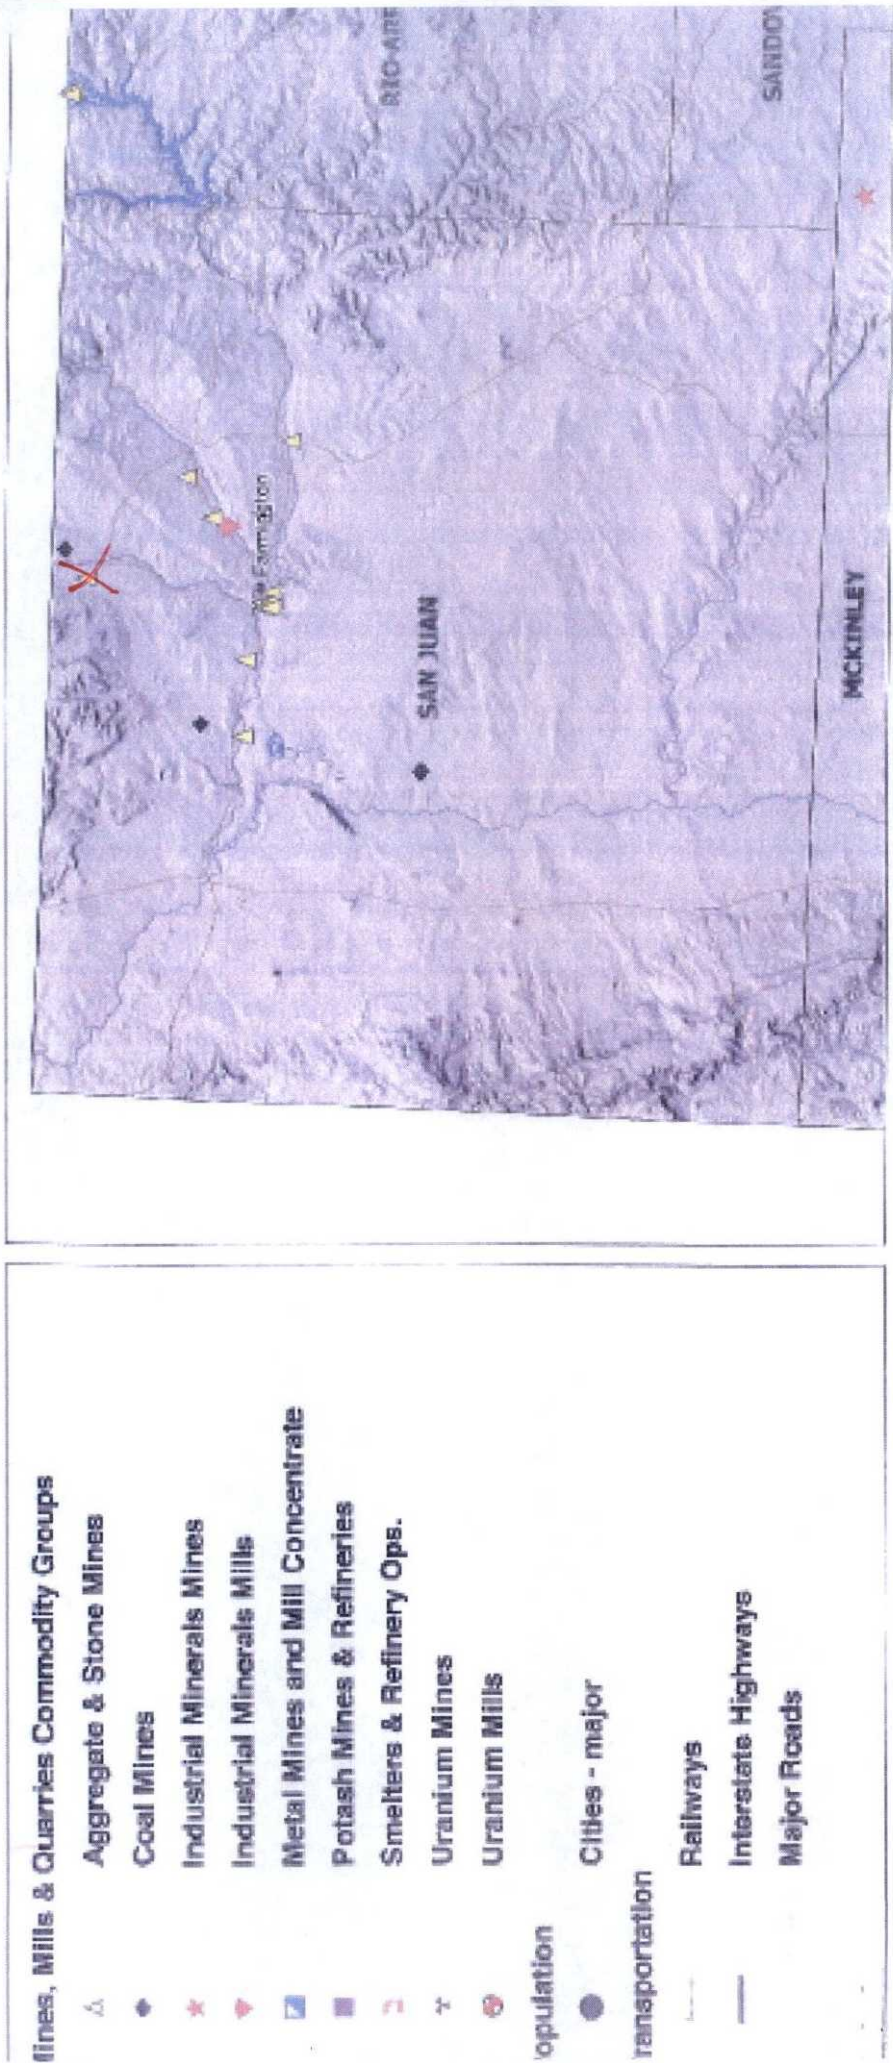 lines, Mills & Quarries Commodity Groups
Aggregate & Stone Mines
Coal Mines
Industrial Minerals Mines
Industrial Minerals Mills
Metal Mines and Mill Concentrate
Potash Mines & Refineries
Smelters & Refinery Ops.
Uranium Mines
Uranium Mills
opulation
Cities - major
ransportation
Railways
Interstate Highways
Major Roads
Farmington
SAN JUAN
MCKINLEY
RIO ARR
SANDOV